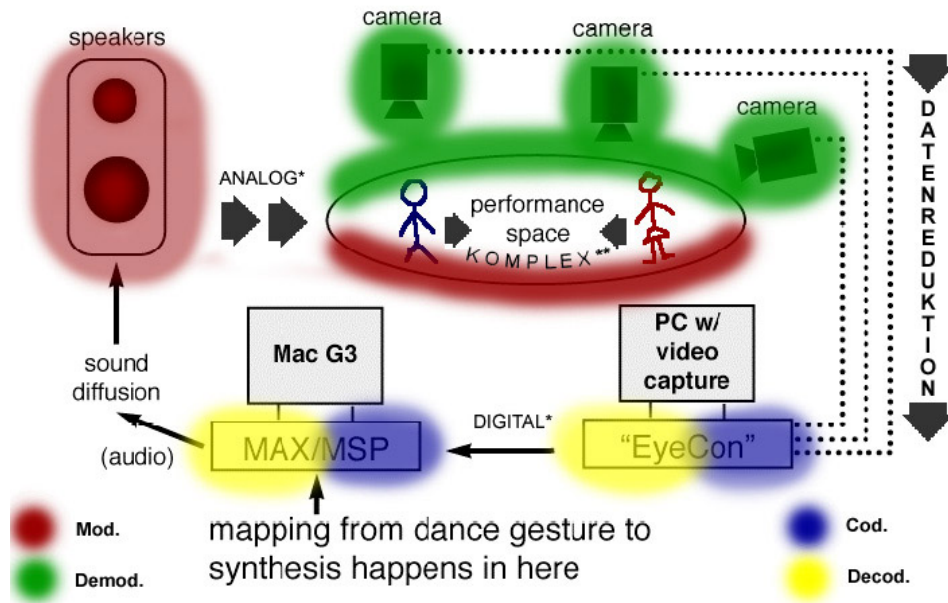 speakers
camera
camera
camera
ANALOG*
performance
space
KOMPLEX**
DATENREDUKTION
Mac G3
PC w/
video
capture
sound
diffusion
(audio)
MAX/MSP
DIGITAL*
“EyeCon”
mapping from dance gesture to
synthesis happens in here
Mod.
Demod.
Cod.
Decod.